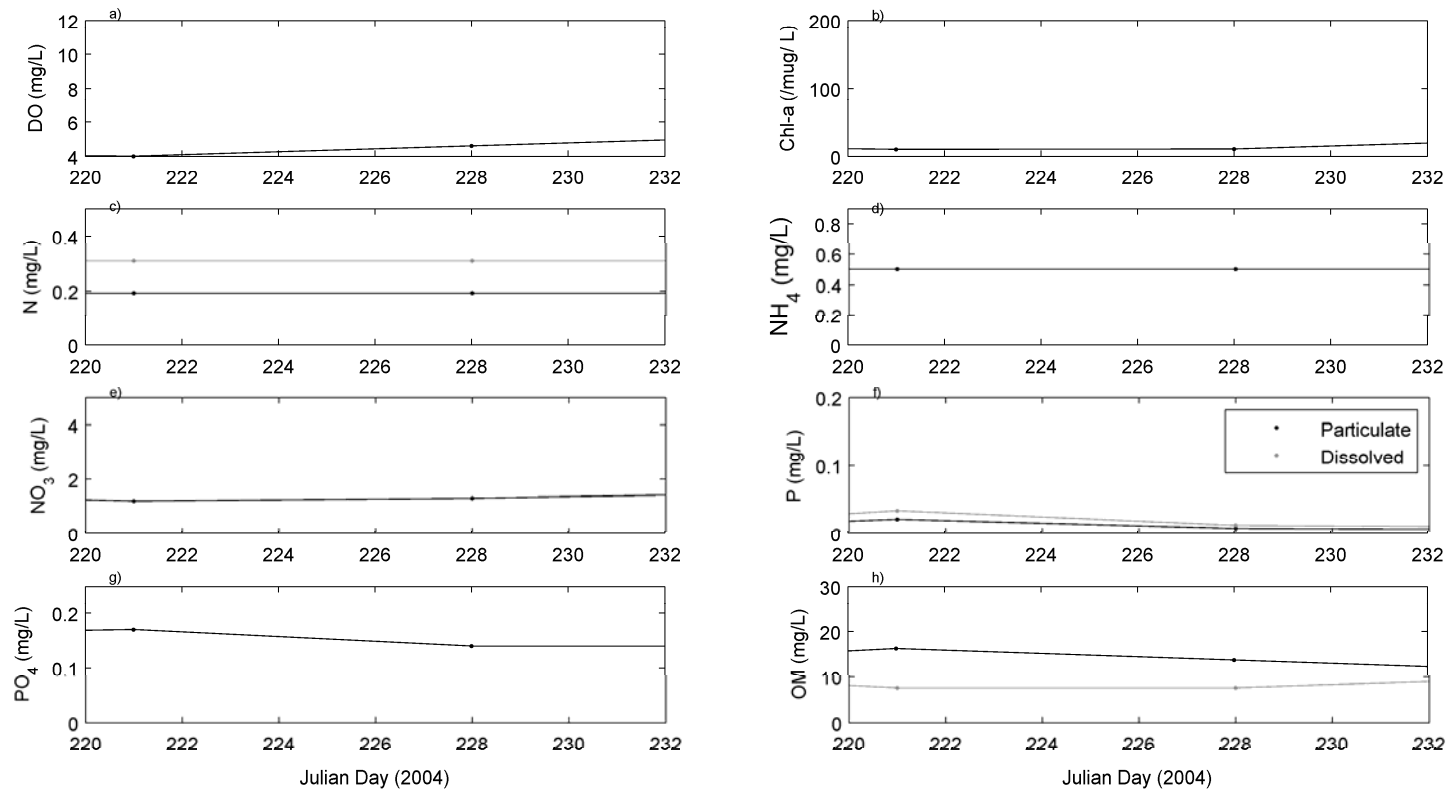 a)
12
10
8
6
4
DO (mg/L)
220 222 224 226 228 230 232
b)
200
100
0
Chl-a (/mug/ L)
220 222 224 226 228 230 232
c)
0.4
0.2
0
N (mg/L)
220 222 224 226 228 230 232
d)
0.8
0.6
0.4
0.2
0
NH4 (mg/L)
220 222 224 226 228 230 232
e)
4
2
0
NO3 (mg/L)
220 222 224 226 228 230 232
f)
0.2
0.1
0
P (mg/L)
Particulate
Dissolved
220 222 224 226 228 230 232
g)
0.2
0.1
0
PO4 (mg/L)
220 222 224 226 228 230 232
Julian Day (2004)
h)
30
20
10
0
OM (mg/L)
220 222 224 226 228 230 232
Julian Day (2004)